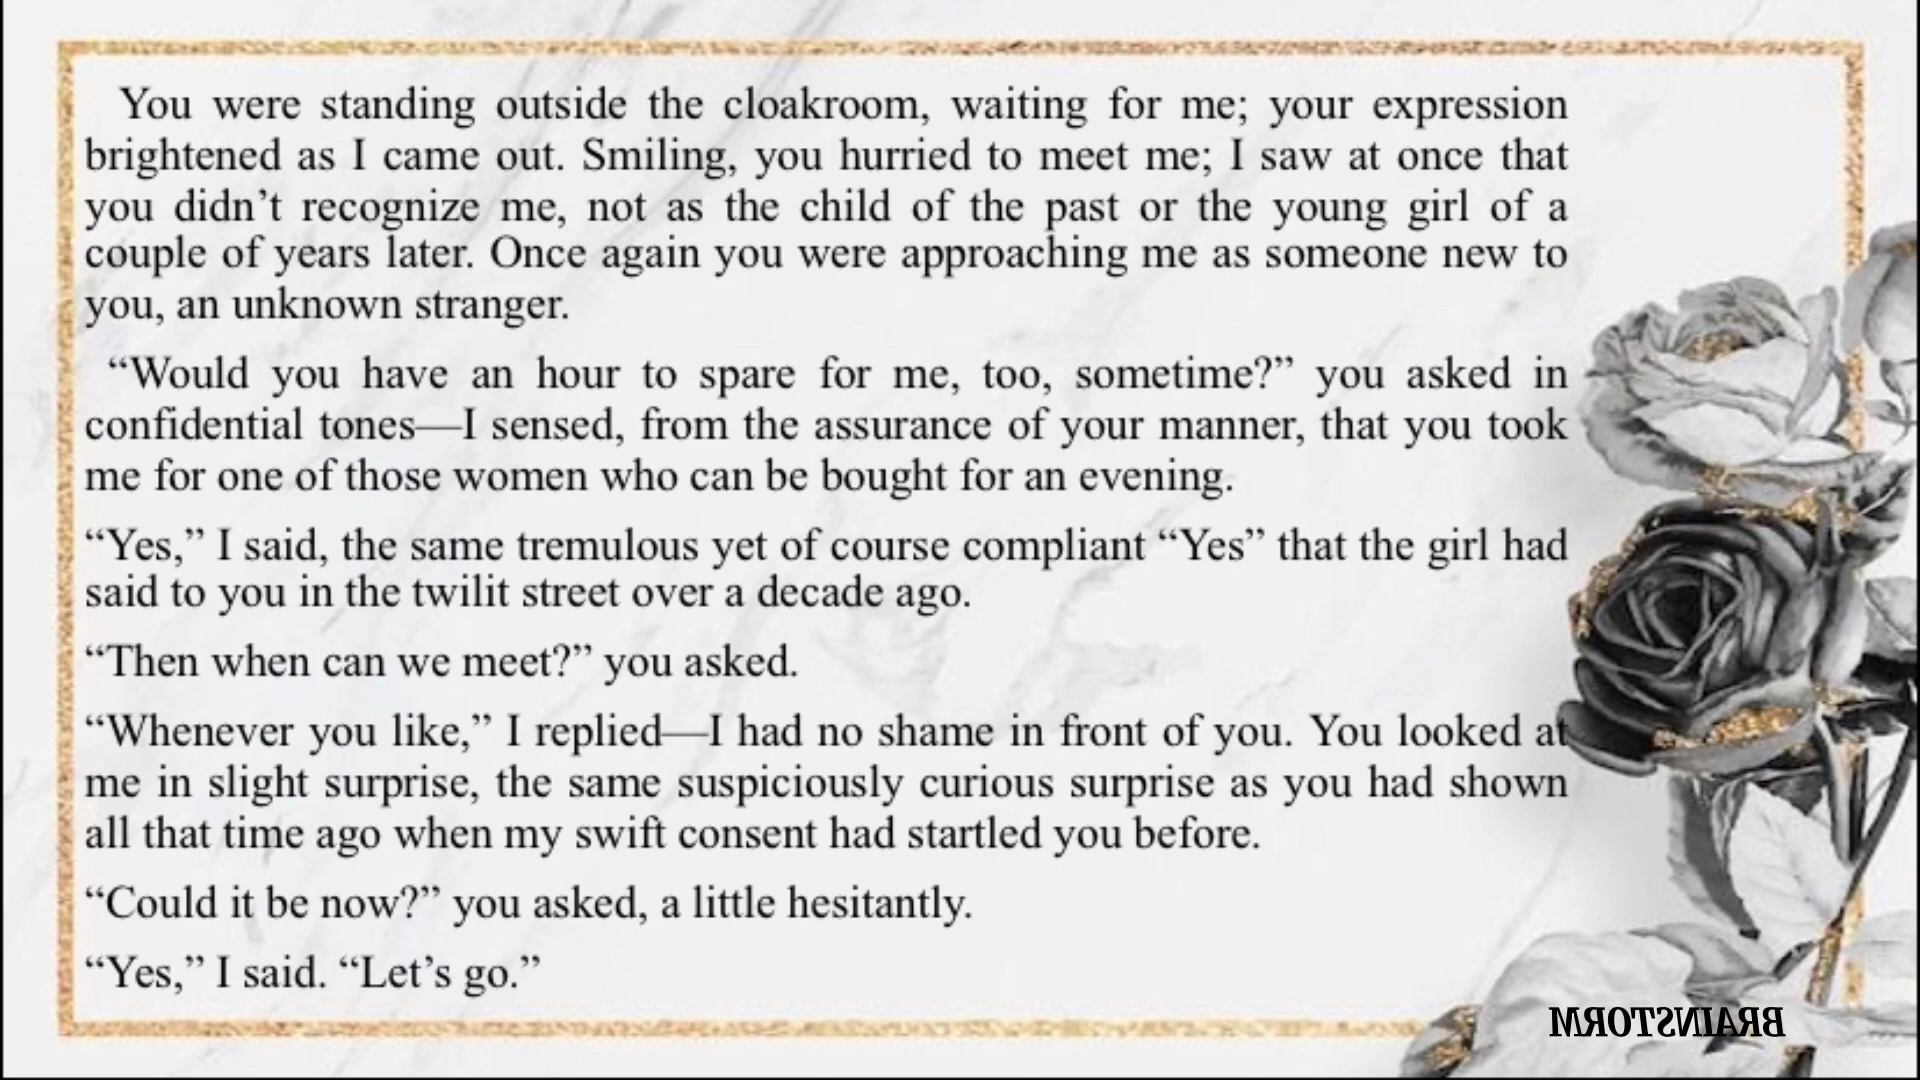 You were standing outside the cloakroom, waiting for me; your expression
brightened as I came out. Smiling, you hurried to meet me; I saw at once that
you didn’t recognize me, not as the child of the past or the young girl of a
couple of years later. Once again you were approaching me as someone new to
you, an unknown stranger.
“Would you have an hour to spare for me, too, sometime?” you asked in
confidential tones—I sensed, from the assurance of your manner, that you took
me for one of those women who can be bought for an evening.
“Yes,” I said, the same tremulous yet of course compliant “Yes” that the girl had
said to you in the twilit street over a decade ago.
“Then when can we meet?” you asked.
“Whenever you like,” I replied—I had no shame in front of you. You looked at
me in slight surprise, the same suspiciously curious surprise as you had shown
all that time ago when my swift consent had startled you before.
“Could it be now?” you asked, a little hesitantly.
“Yes,” I said. “Let’s go.”
BRAINSTORM